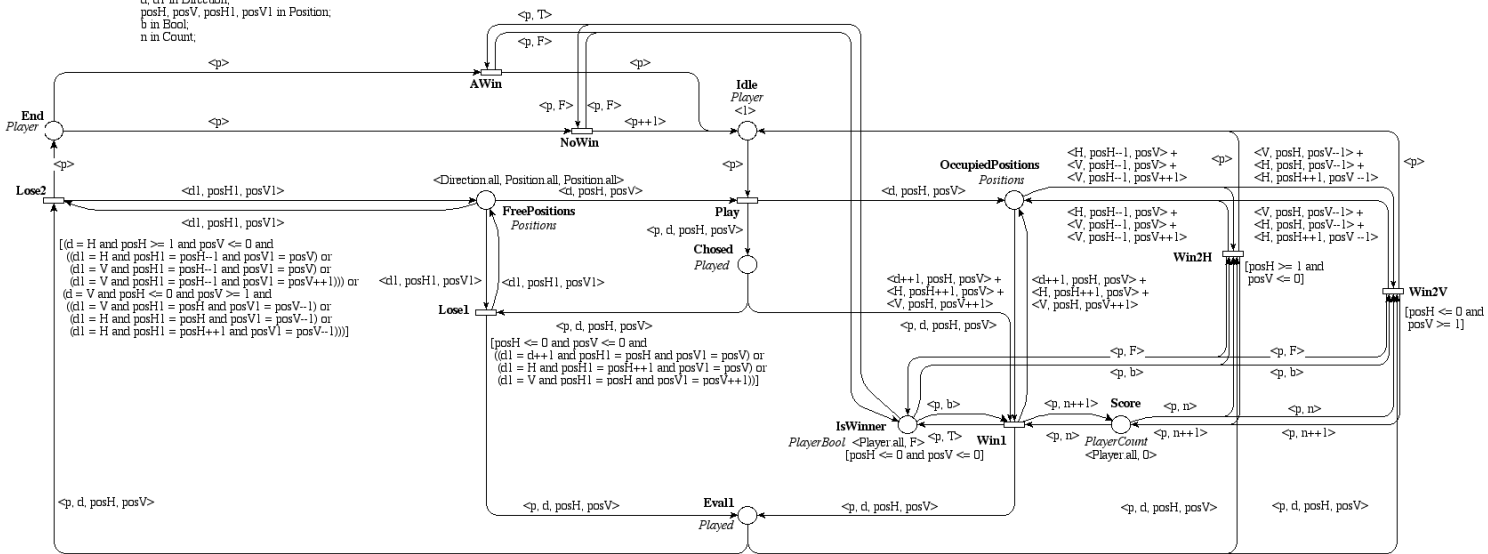 d, d1 in Direction;
posH, posV, posH1, posV1 in Position;
b in Bool;
n in Count;
<p, T>
<p, F>
<p>
<p>
AWin
Idle
Player
<1>
End
Player
<p>
<p, F>
<p, F>
<p++1>
NoWin
<p>
<p>
OccupiedPositions
Positions
<H, posH--1, posV> +
<V, posH--1, posV> +
<V, posH--1, posV++1>
<p>
<V, posH, posV--1> +
<H, posH, posV--1> +
<H, posH++1, posV --1>
<p>
Lose2
<d1, posH1, posV1>
<Direction.all, Position.all, Position.all>
<d, posH, posV>
<d, posH, posV>
FreePositions
Positions
Play
<d1, posH1, posV1>
<p, d, posH, posV>
<H, posH--1, posV> +
<V, posH--1, posV> +
<V, posH--1, posV++1>
<V, posH, posV--1> +
<H, posH, posV--1> +
<H, posH++1, posV --1>
[(d = H and posH >= 1 and posV <= 0 and
((d1 = H and posH1 = posH--1 and posV1 = posV) or
(d1 = V and posH1 = posH--1 and posV1 = posV) or
(d1 = V and posH1 = posH--1 and posV1 = posV++1))) or
(d = V and posH <= 0 and posV >= 1 and
((d1 = V and posH1 = posH and posV1 = posV--1) or
(d1 = H and posH1 = posH and posV1 = posV--1) or
(d1 = H and posH1 = posH++1 and posV1 = posV--1)))]
Chosed
Played
Win2H
[posH >= 1 and
posV <= 0]
<d1, posH1, posV1>
<d1, posH1, posV1>
<d++1, posH, posV> +
<H, posH++1, posV> +
<V, posH, posV++1>
<d++1, posH, posV> +
<H, posH++1, posV> +
<V, posH, posV++1>
Win2V
[posH <= 0 and
posV >= 1]
Lose1
<p, d, posH, posV>
<p, d, posH, posV>
[posH <= 0 and posV <= 0 and
((d1 = d++1 and posH1 = posH and posV1 = posV) or
(d1 = H and posH1 = posH++1 and posV1 = posV) or
(d1 = V and posH1 = posH and posV1 = posV++1))]
<p, F>
<p, F>
<p, b>
<p, b>
<p, b>
<p, n++1>
Score
<p, n>
<p, n>
IsWinner
PlayerBool <Player.all, F>
<p, T>
Win1
<p, n>
PlayerCount
<Player.all, 0>
<p, n++1>
<p, n++1>
[posH <= 0 and posV <= 0]
<p, d, posH, posV>
<p, d, posH, posV>
Eval1
Played
<p, d, posH, posV>
<p, d, posH, posV>
<p, d, posH, posV>